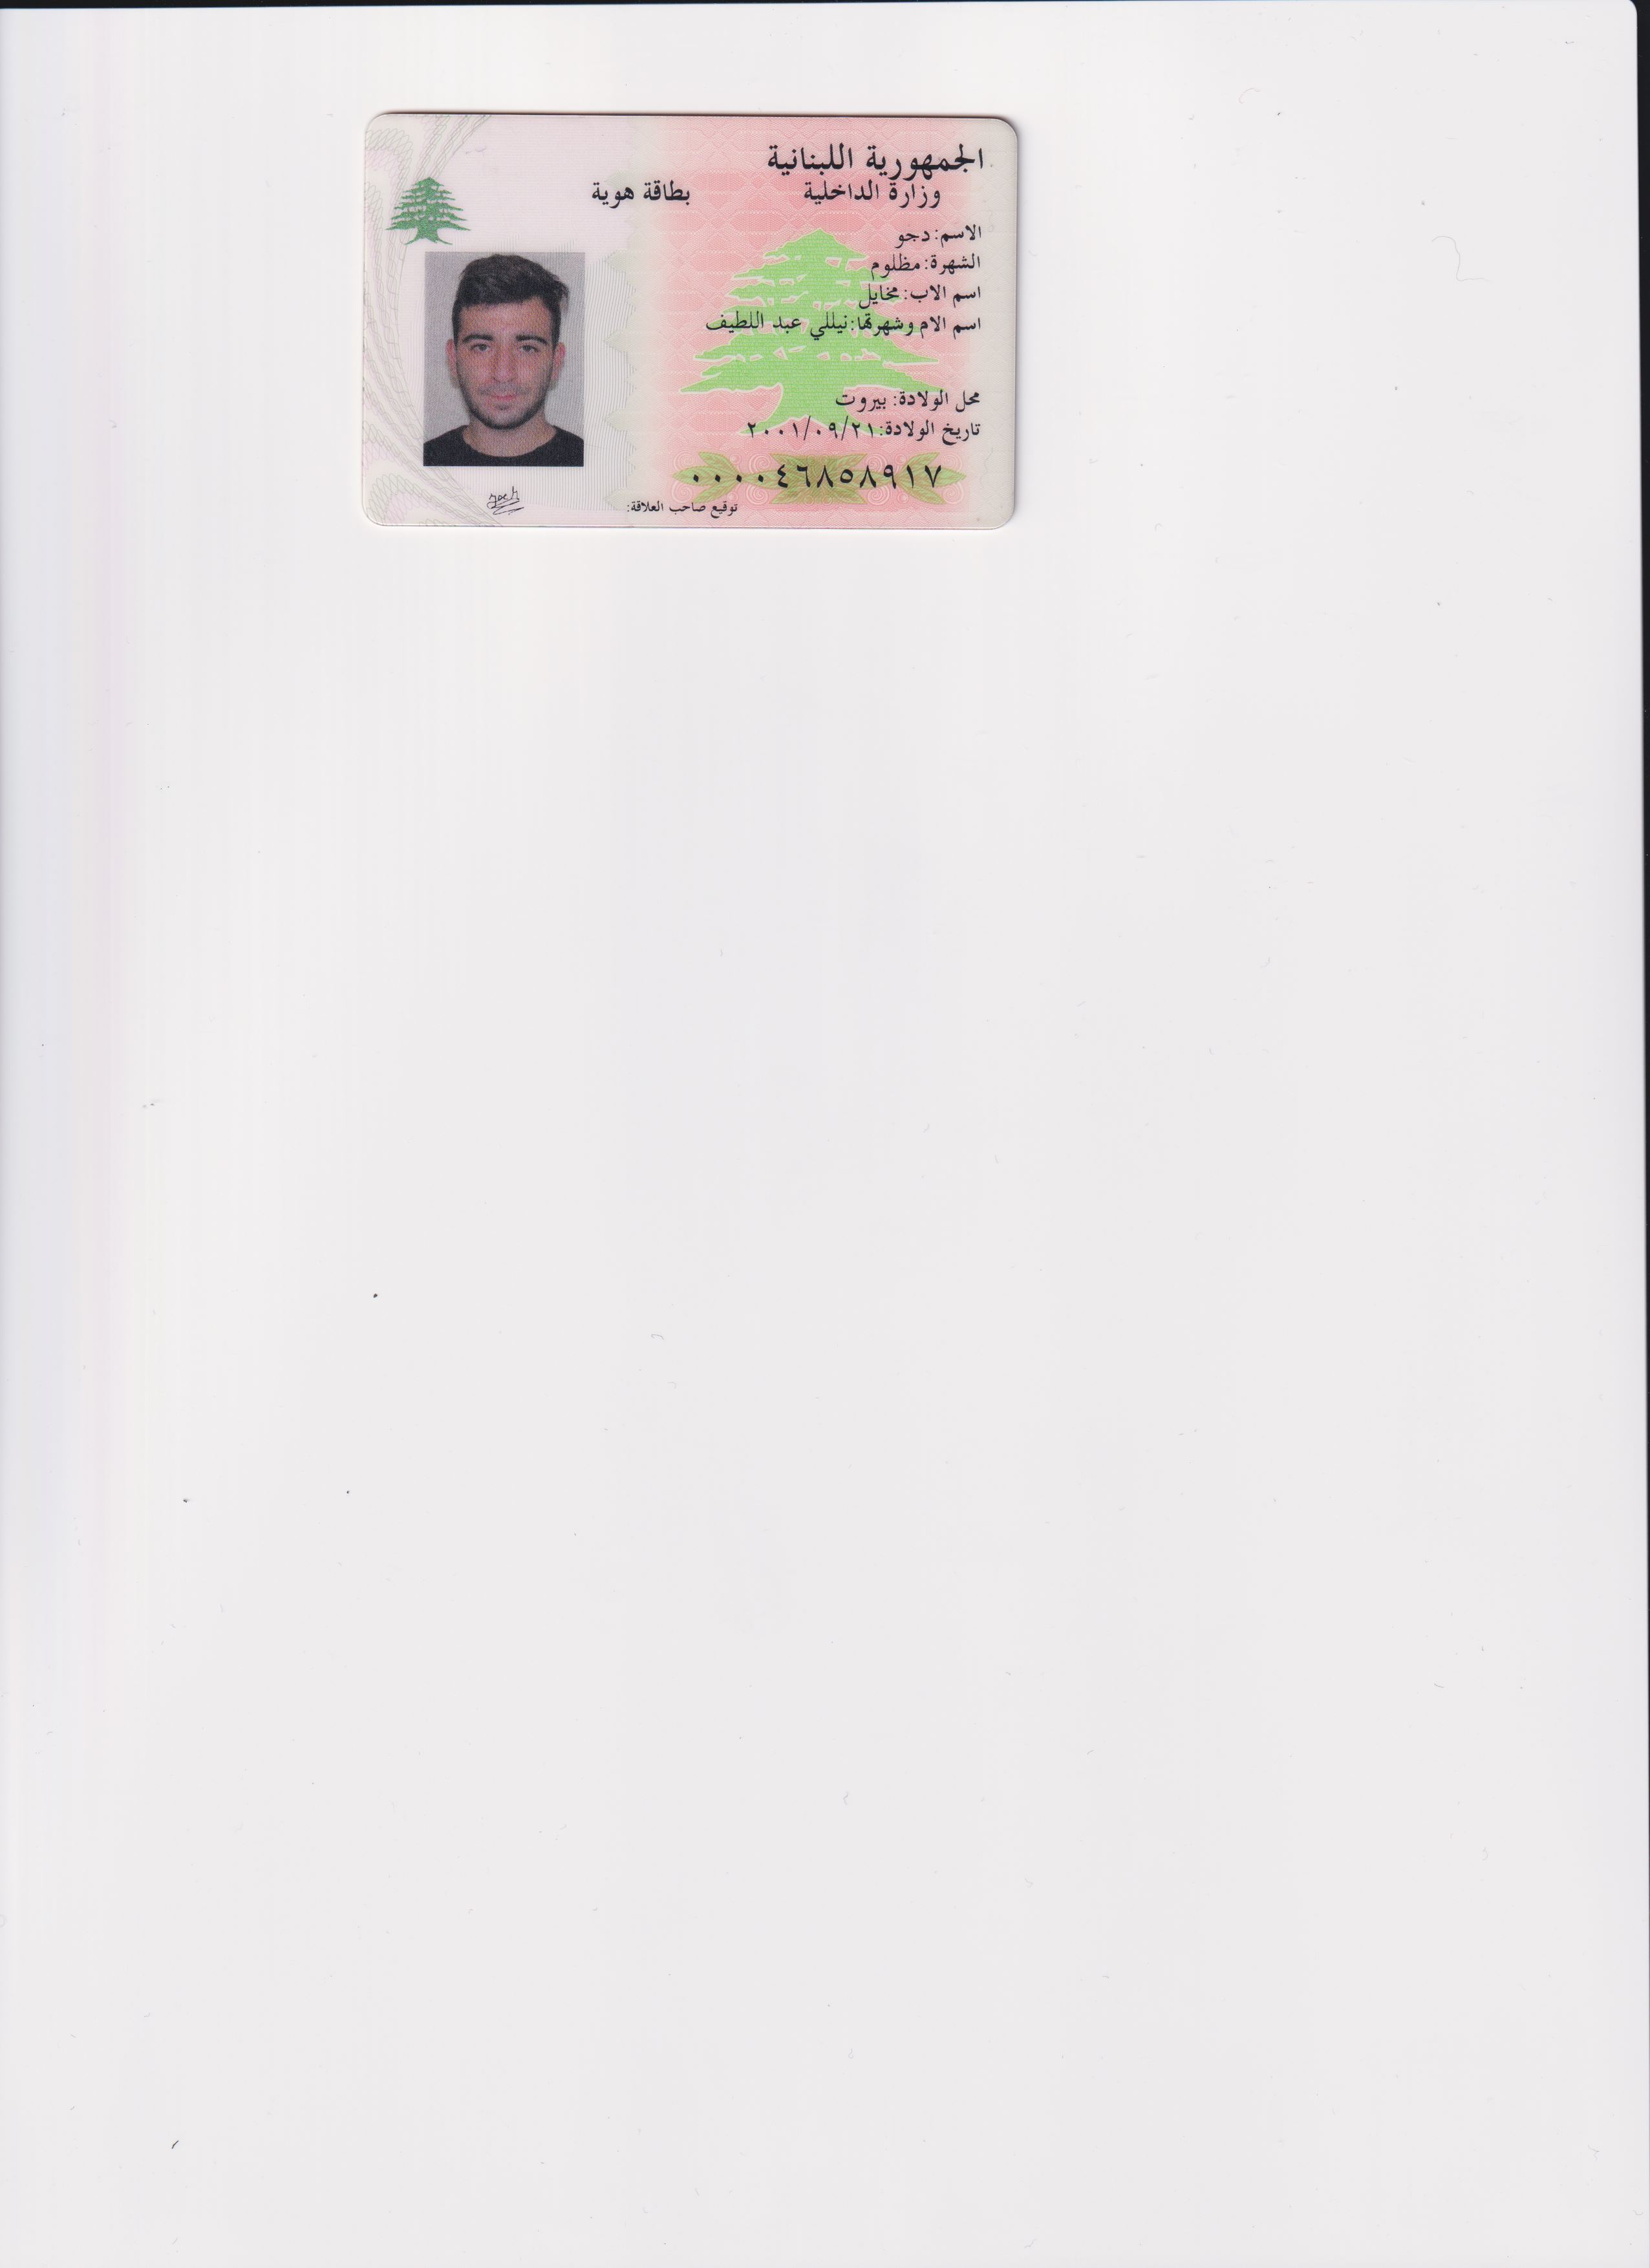 الجمهورية اللبنانية
وزارة الداخلية
بطاقة هوية
الاسم: دجو
الشهرة: مظلوم
اسم الاب: مخايل
اسم الام وشهرتها: نيللي عبد اللطيف
محل الولادة: بيروت
تاريخ الولادة: ٢٠٠١/٠٩/٢١
٠٠٠٠٤٦٨٥٨٩١٧
توقيع صاحب العلاقة: